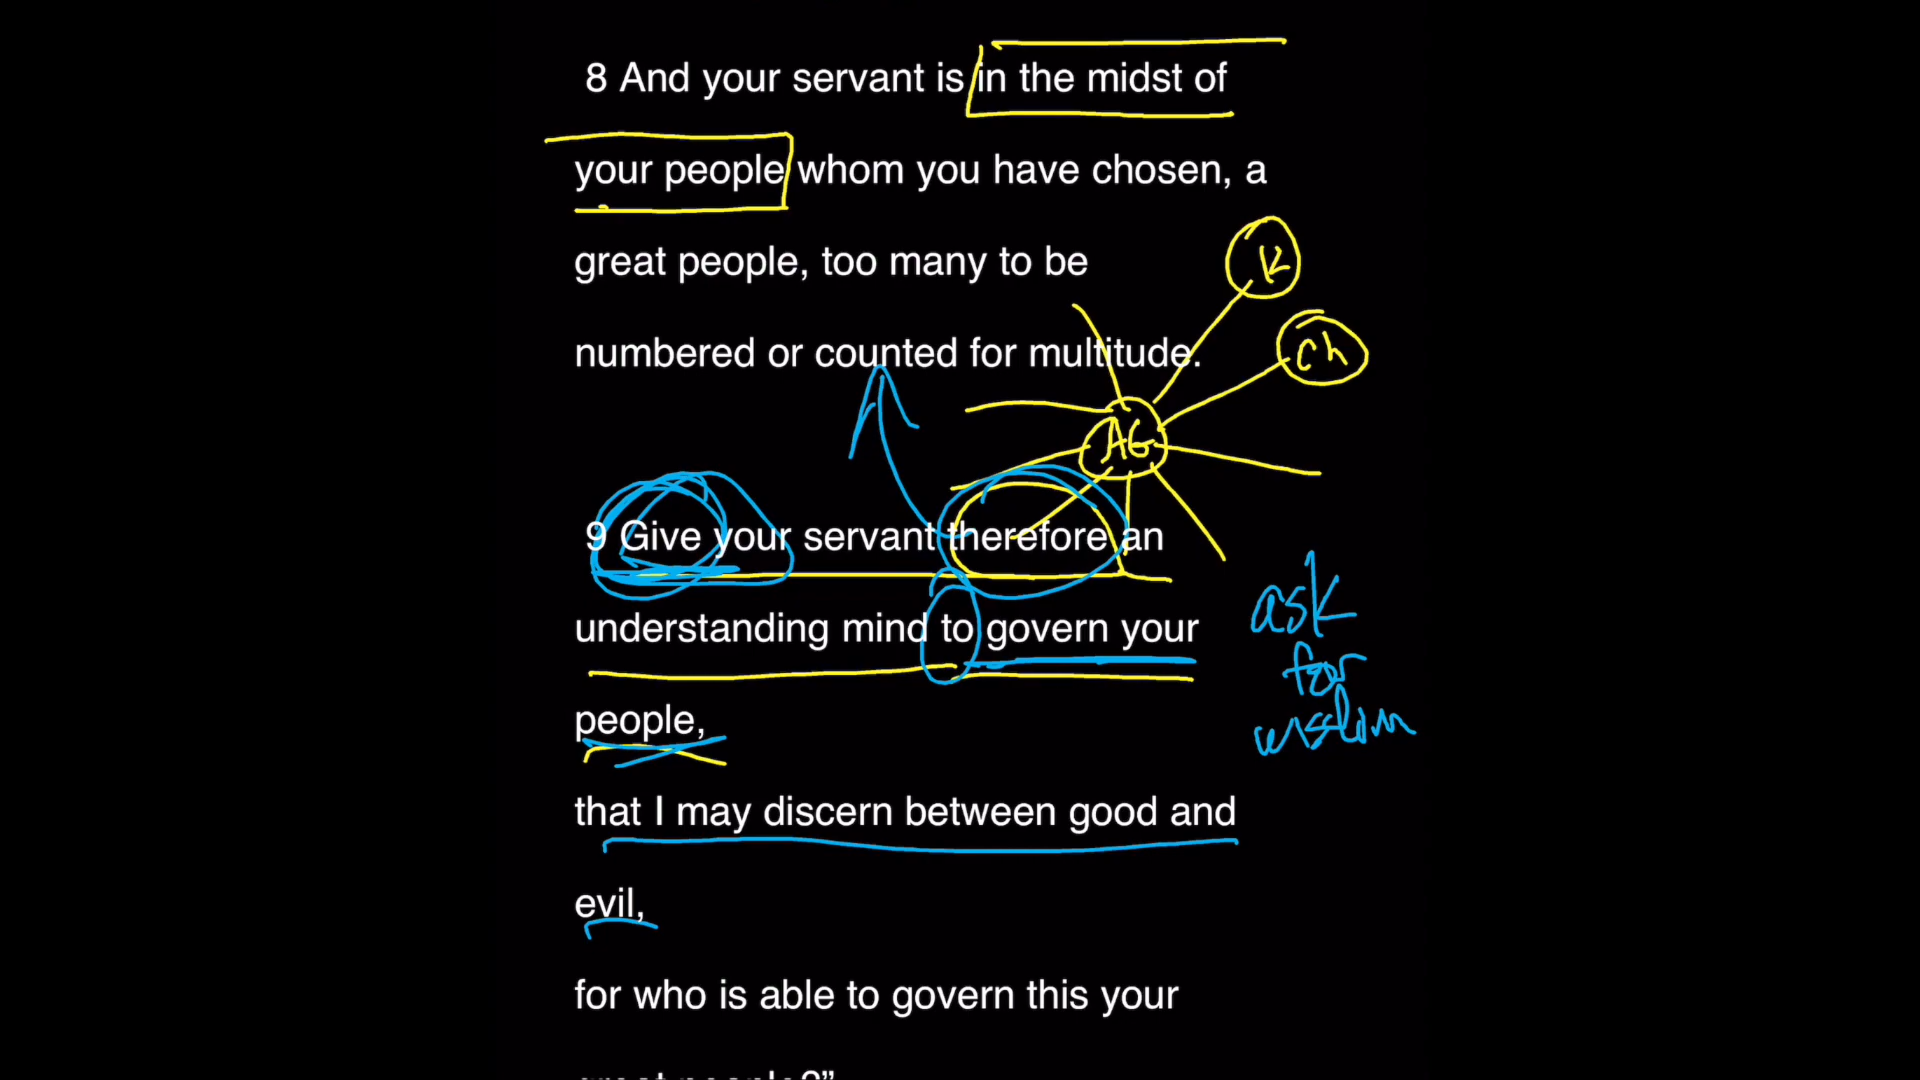 8 And your servant is in the midst of
your people whom you have chosen, a
great people, too many to be
K
numbered or counted for multitude.
Ch
AG
9 Give your servant therefore an
understanding mind to govern your
ask
for
wisdom
people,
that I may discern between good and
evil,
for who is able to govern this your
great people?”